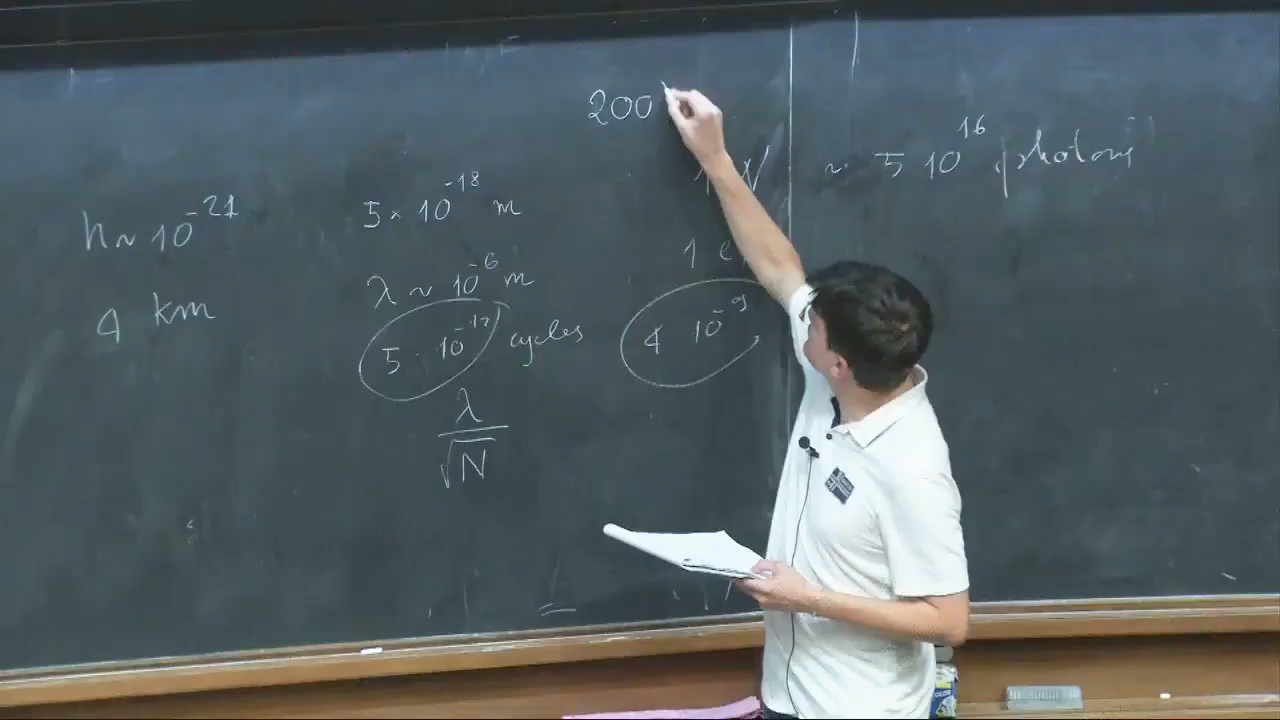 h ~ 10^-21
4 km
5 × 10^-18 m
λ ~ 10^-6 m
5 · 10^-12 cycles
λ
√N
200
1 e
4 10^-9
~ 5 10^16 photons